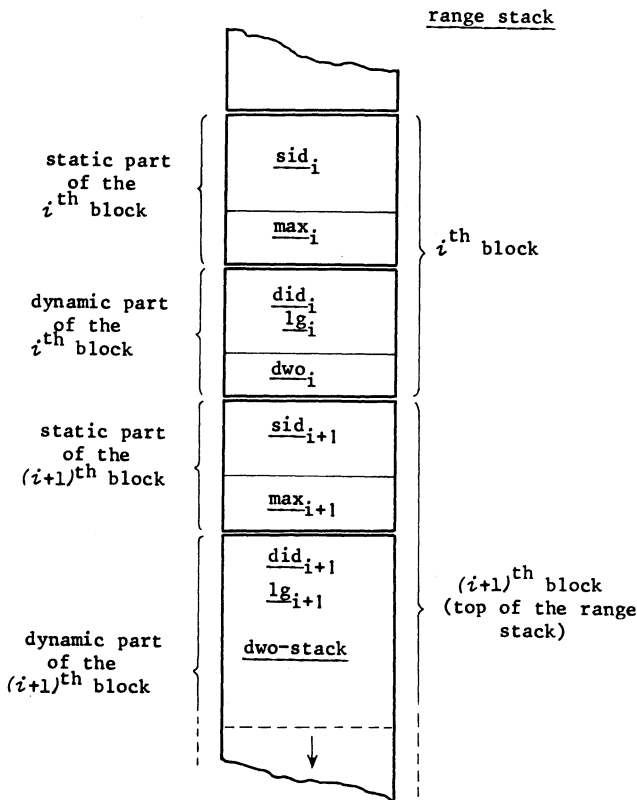 range stack
static part
of the
i^th block
sid_i
max_i
i^th block
dynamic part
of the
i^th block
did_i
lg_i
dwo_i
static part
of the
(i+1)^th block
sid_i+1
max_i+1
did_i+1
lg_i+1
dwo-stack
dynamic part
of the
(i+1)^th block
(i+1)^th block
(top of the range
stack)